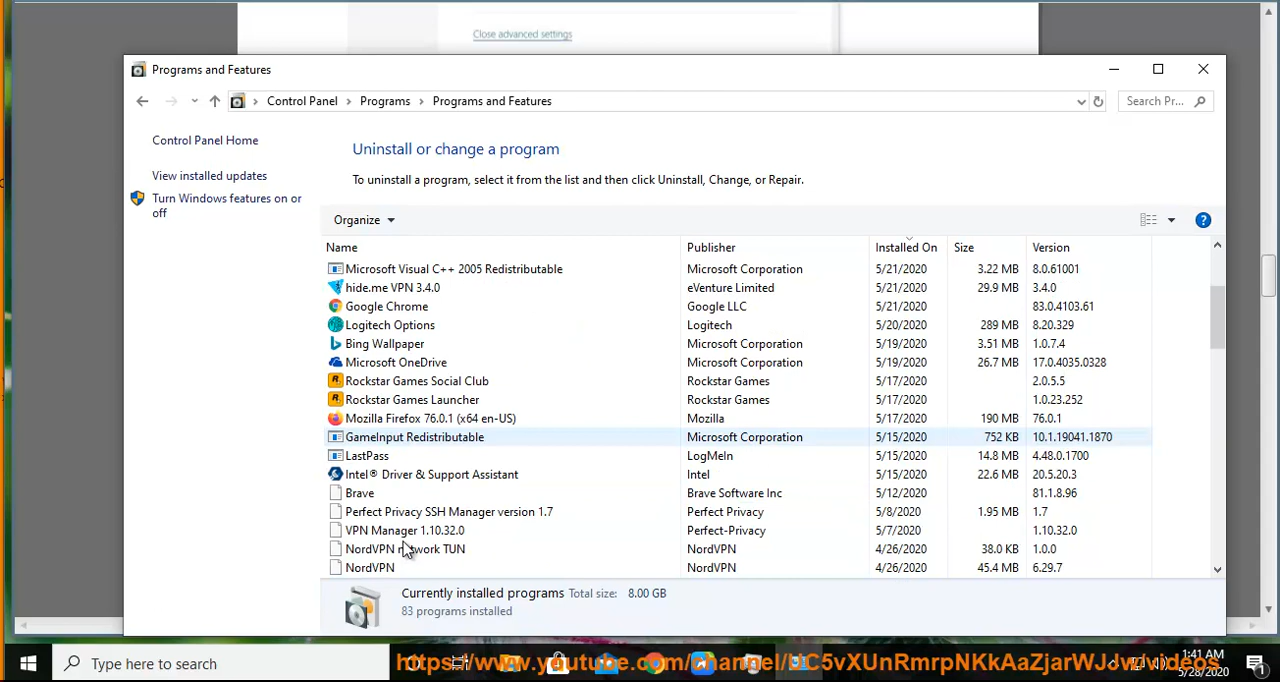 Close advanced settings
Programs and Features
Control Panel > Programs > Programs and Features
Search Pr...
Control Panel Home
View installed updates
Turn Windows features on or off
Uninstall or change a program
To uninstall a program, select it from the list and then click Uninstall, Change, or Repair.
Organize
Name Publisher Installed On Size Version
Microsoft Visual C++ 2005 Redistributable Microsoft Corporation 5/21/2020 3.22 MB 8.0.61001
hide.me VPN 3.4.0 eVenture Limited 5/21/2020 29.9 MB 3.4.0
Google Chrome Google LLC 5/21/2020 83.0.4103.61
Logitech Options Logitech 5/20/2020 289 MB 8.20.329
Bing Wallpaper Microsoft Corporation 5/19/2020 3.51 MB 1.0.7.4
Microsoft OneDrive Microsoft Corporation 5/19/2020 26.7 MB 17.0.4035.0328
Rockstar Games Social Club Rockstar Games 5/17/2020 2.0.5.5
Rockstar Games Launcher Rockstar Games 5/17/2020 1.0.23.252
Mozilla Firefox 76.0.1 (x64 en-US) Mozilla 5/17/2020 190 MB 76.0.1
GameInput Redistributable Microsoft Corporation 5/15/2020 752 KB 10.1.19041.1870
LastPass LogMeIn 5/15/2020 14.8 MB 4.48.0.1700
Intel® Driver & Support Assistant Intel 5/15/2020 22.6 MB 20.5.20.3
Brave Brave Software Inc 5/12/2020 81.1.8.96
Perfect Privacy SSH Manager version 1.7 Perfect Privacy 5/8/2020 1.95 MB 1.7
VPN Manager 1.10.32.0 Perfect-Privacy 5/7/2020 1.10.32.0
NordVPN network TUN NordVPN 4/26/2020 38.0 KB 1.0.0
NordVPN NordVPN 4/26/2020 45.4 MB 6.29.7
Currently installed programs Total size: 8.00 GB
83 programs installed
Type here to search
https://www.youtube.com/channel/UC5vXUnRmrpNKkAaZjarWJJw/videos
1:41 AM
5/28/2020